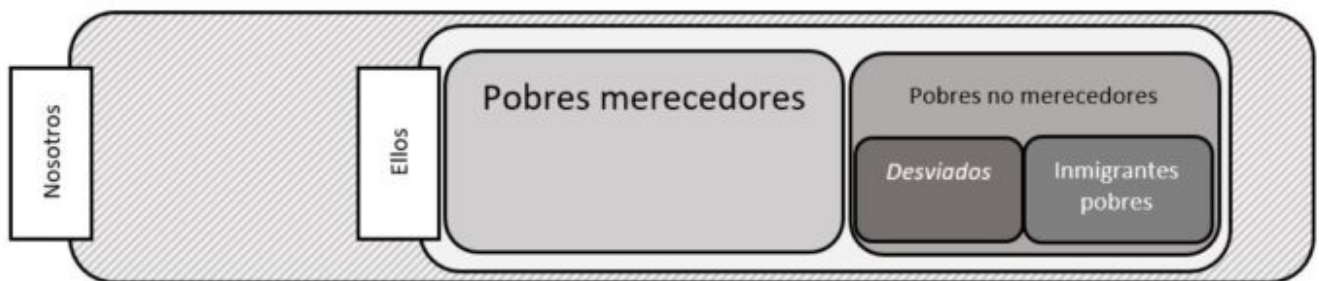 Nosotros
Ellos
Pobres merecedores
Pobres no merecedores
Desviados
Inmigrantes
pobres